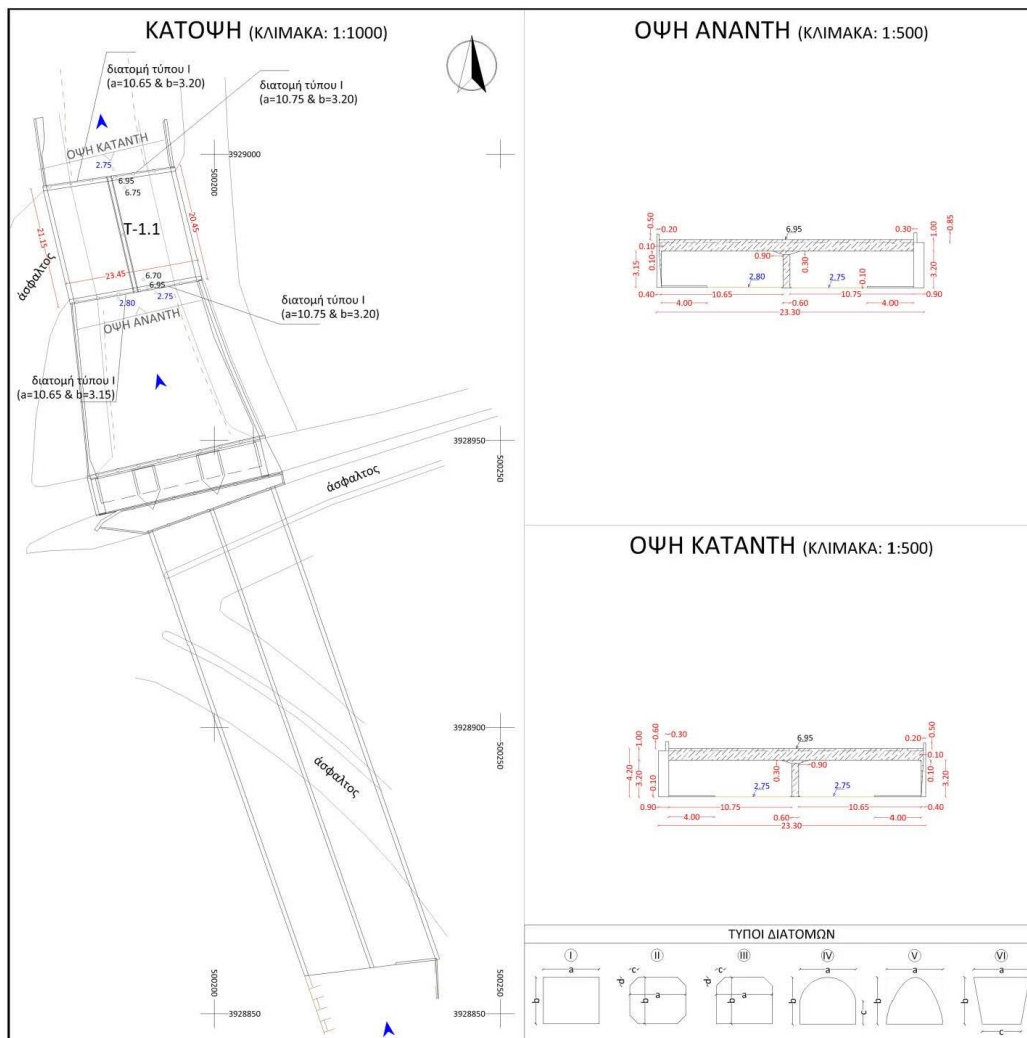 ΚΑΤΟΨΗ (ΚΛΙΜΑΚΑ: 1:1000)
διατομή τύπου Ι
(a=10.65 & b=3.20)
διατομή τύπου Ι
(a=10.75 & b=3.20)
ΟΨΗ ΚΑΤΑΝΤΗ
2.75
3929000
500200
6.95
6.75
T-1.1
21.15
20.45
23.45
6.70
6.95
2.80
2.75
άσφαλτος
ΟΨΗ ΑΝΑΝΤΗ
διατομή τύπου Ι
(a=10.75 & b=3.20)
διατομή τύπου Ι
(a=10.65 & b=3.15)
3928950
500250
άσφαλτος
3928900
500250
άσφαλτος
500200
500250
3928850
ΟΨΗ ΑΝΑΝΤΗ (ΚΛΙΜΑΚΑ: 1:500)
0.50
0.20
6.95
0.30
1.00
0.85
0.10
0.10
3.15
0.90
0.30
2.80
2.75
0.10
3.20
0.40
10.65
0.60
10.75
0.90
4.00
4.00
23.30
ΟΨΗ ΚΑΤΑΝΤΗ (ΚΛΙΜΑΚΑ: 1:500)
1.00
0.60
0.30
6.95
0.20
0.50
0.10
4.20
3.20
0.10
0.30
0.90
2.75
2.75
0.10
3.20
0.90
10.75
10.65
0.40
4.00
0.60
4.00
23.30
ΤΥΠΟΙ ΔΙΑΤΟΜΩΝ
I II III IV V VI
a c c a a a
d d
b b a b a b c b b
c